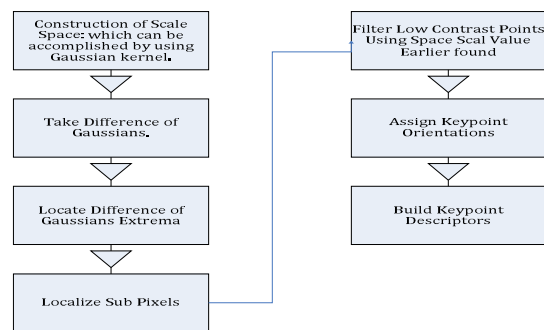 Construction of Scale
Space: which can be
accomplished by using
Gaussian kernel.
Take Difference of
Gaussians.
Locate Difference of
Gaussians Extrema
Localize Sub Pixels
Filter Low Contrast Points
Using Space Scal Value
Earlier found
Assign Keypoint
Orientations
Build Keypoint
Descriptors